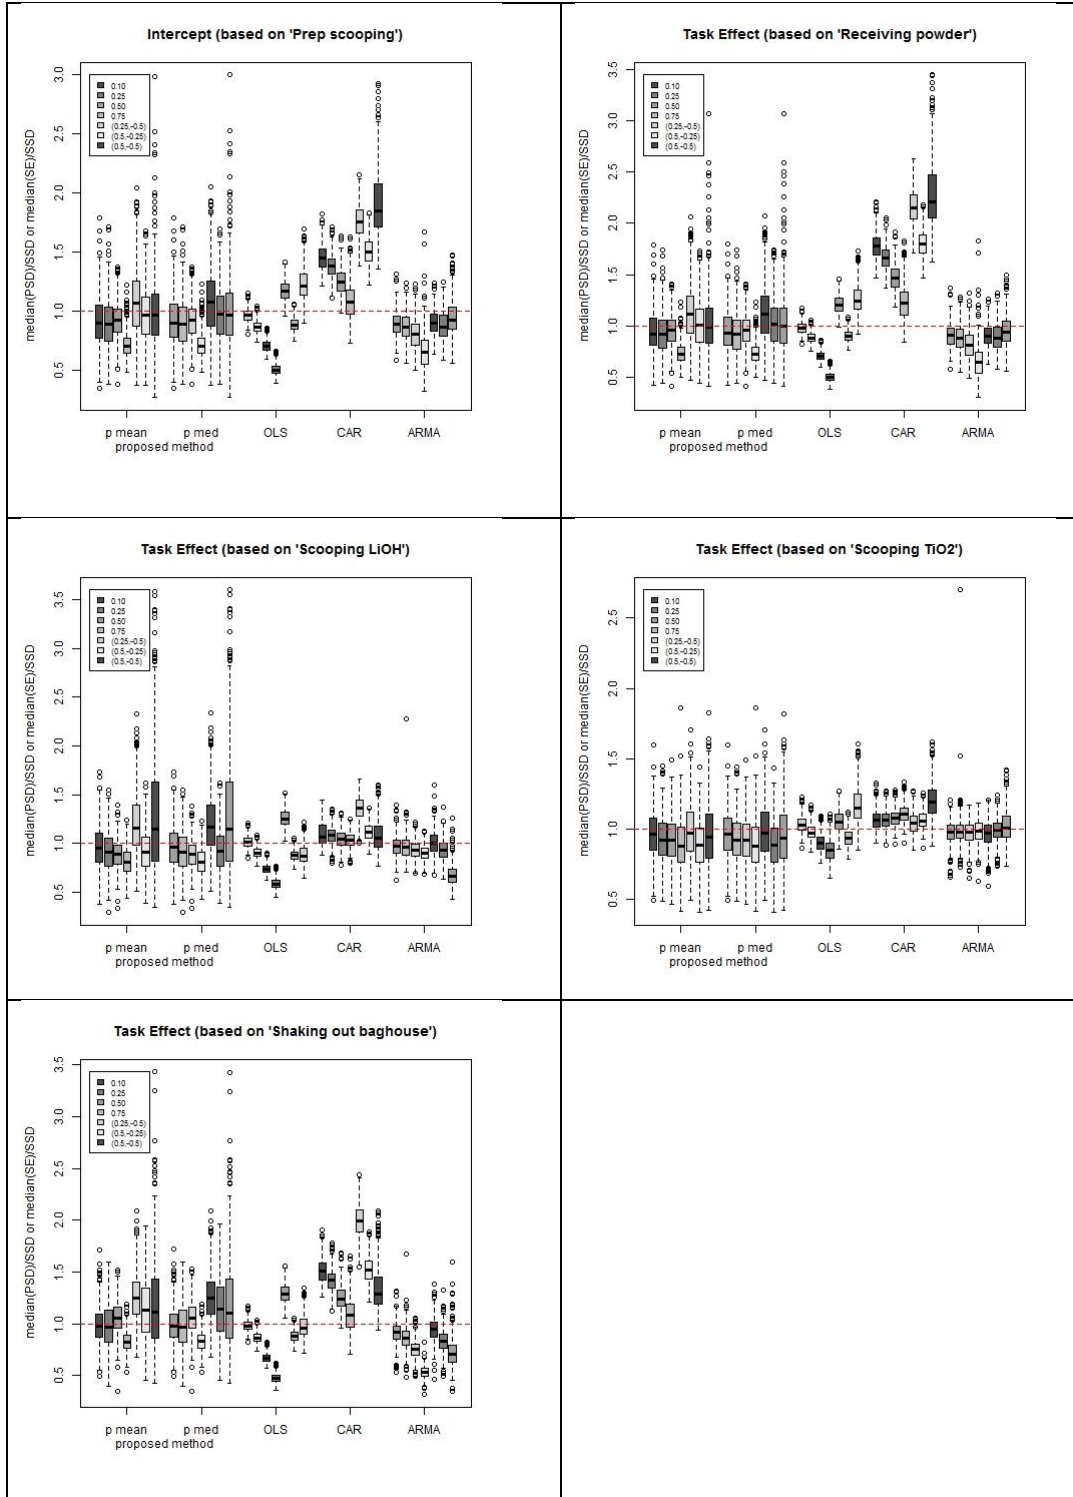 Intercept (based on 'Prep scooping')
median(PSD)/SSD or median(SE)/SSD
3.0
2.5
2.0
1.5
1.0
0.5
0.10
0.25
0.50
0.75
(0.25,-0.5)
(0.5,-0.25)
(0.5,-0.5)
p mean
p med
OLS
CAR
ARMA
proposed method
Task Effect (based on 'Receiving powder')
median(PSD)/SSD or median(SE)/SSD
3.5
3.0
2.5
2.0
1.5
1.0
0.5
0.10
0.25
0.50
0.75
(0.25,-0.5)
(0.5,-0.25)
(0.5,-0.5)
p mean
p med
OLS
CAR
ARMA
proposed method
Task Effect (based on 'Scooping LiOH')
median(PSD)/SSD or median(SE)/SSD
3.5
3.0
2.5
2.0
1.5
1.0
0.5
0.10
0.25
0.50
0.75
(0.25,-0.5)
(0.5,-0.25)
(0.5,-0.5)
p mean
p med
OLS
CAR
ARMA
proposed method
Task Effect (based on 'Scooping TiO2')
median(PSD)/SSD or median(SE)/SSD
2.5
2.0
1.5
1.0
0.5
0.10
0.25
0.50
0.75
(0.25,-0.5)
(0.5,-0.25)
(0.5,-0.5)
p mean
p med
OLS
CAR
ARMA
proposed method
Task Effect (based on 'Shaking out baghouse')
median(PSD)/SSD or median(SE)/SSD
3.5
3.0
2.5
2.0
1.5
1.0
0.5
0.10
0.25
0.50
0.75
(0.25,-0.5)
(0.5,-0.25)
(0.5,-0.5)
p mean
p med
OLS
CAR
ARMA
proposed method